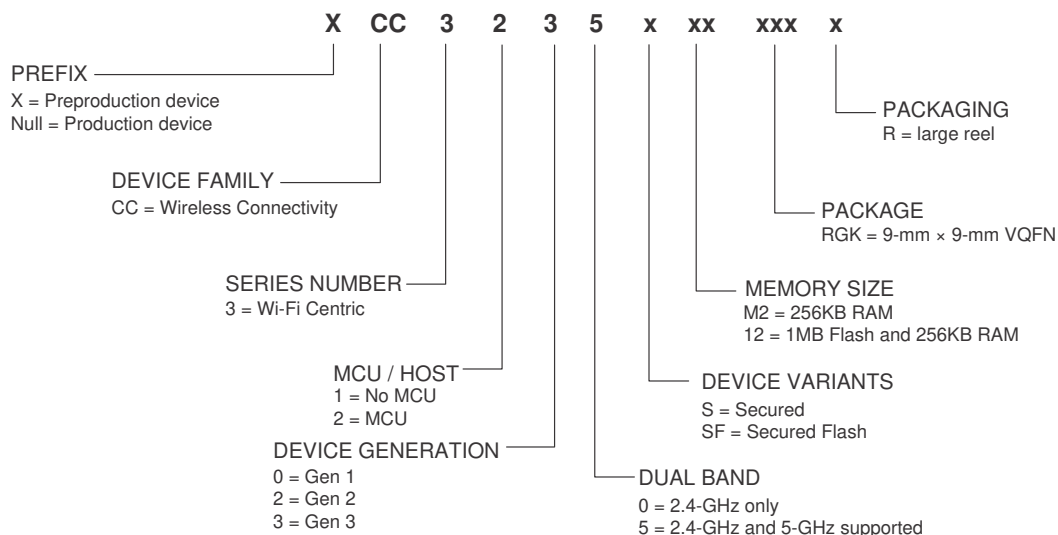 X CC 3 2 3 5 x xx xxx x
PREFIX
X = Preproduction device
Null = Production device
PACKAGING
R = large reel
DEVICE FAMILY
CC = Wireless Connectivity
PACKAGE
RGK = 9-mm × 9-mm VQFN
SERIES NUMBER
3 = Wi-Fi Centric
MEMORY SIZE
M2 = 256KB RAM
12 = 1MB Flash and 256KB RAM
MCU / HOST
1 = No MCU
2 = MCU
DEVICE VARIANTS
S = Secured
SF = Secured Flash
DEVICE GENERATION
0 = Gen 1
2 = Gen 2
3 = Gen 3
DUAL BAND
0 = 2.4-GHz only
5 = 2.4-GHz and 5-GHz supported